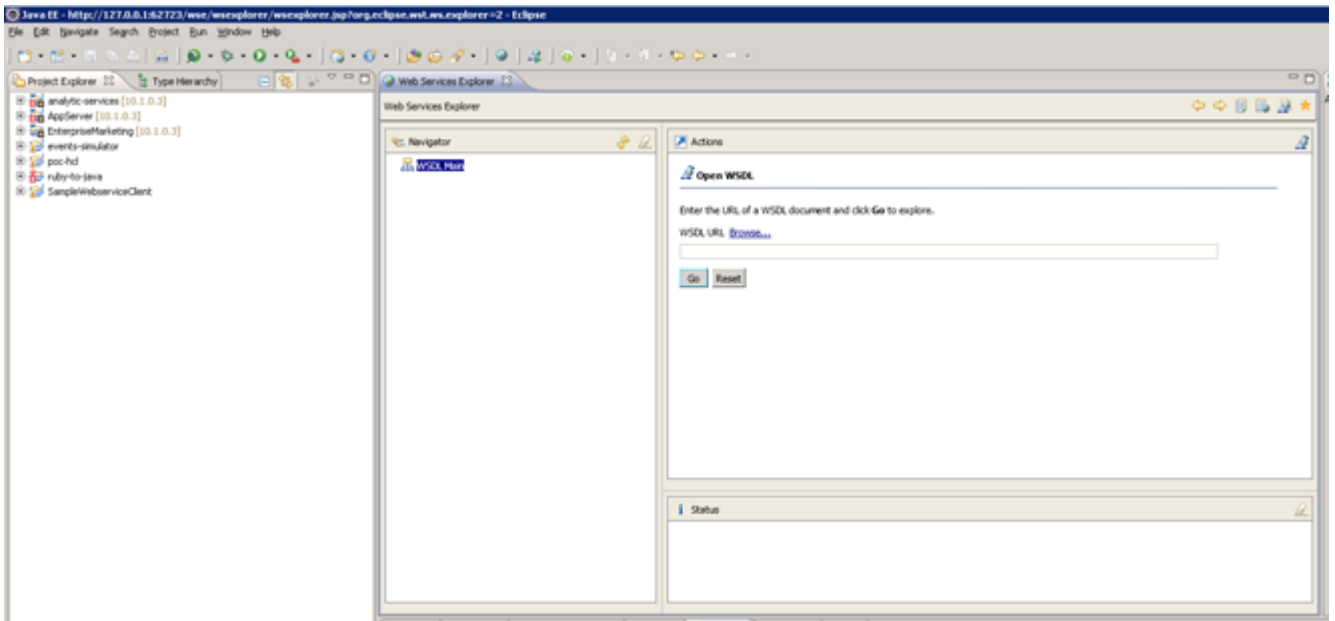 Java EE - http://127.0.0.1:62723/wse/wsexplorer/wsexplorer.jsp?org.eclipse.wst.ws.explorer=2 - Eclipse
File Edit Navigate Search Project Run Window Help
Project Explorer Type Hierarchy
Web Services Explorer
analytic-services [10.1.0.3]
AppServer [10.1.0.3]
EnterpriseMarketing [10.1.0.3]
events-simulator
poc-hcl
ruby-to-java
SampleWebserviceClient
Web Services Explorer
Navigator
WSDL Main
Actions
Open WSDL
Enter the URL of a WSDL document and click Go to explore.
WSDL URL Browse...
Go Reset
Status